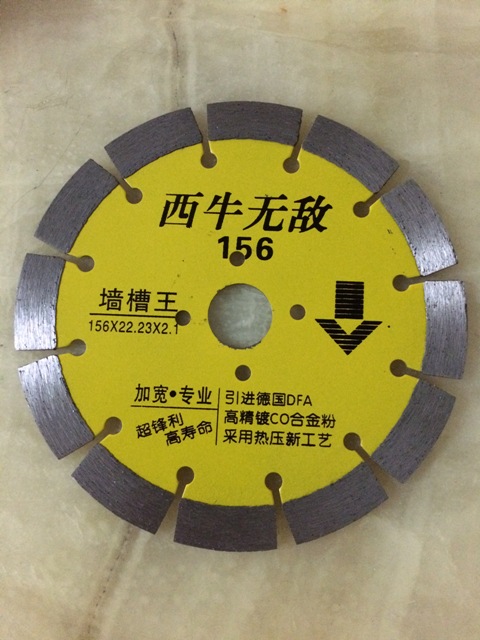 西牛无敌
156
墙槽王
156X22.23X2.1
加宽•专业
超锋利
高寿命
引进德国DFA
高精镀CO合金粉
采用热压新工艺